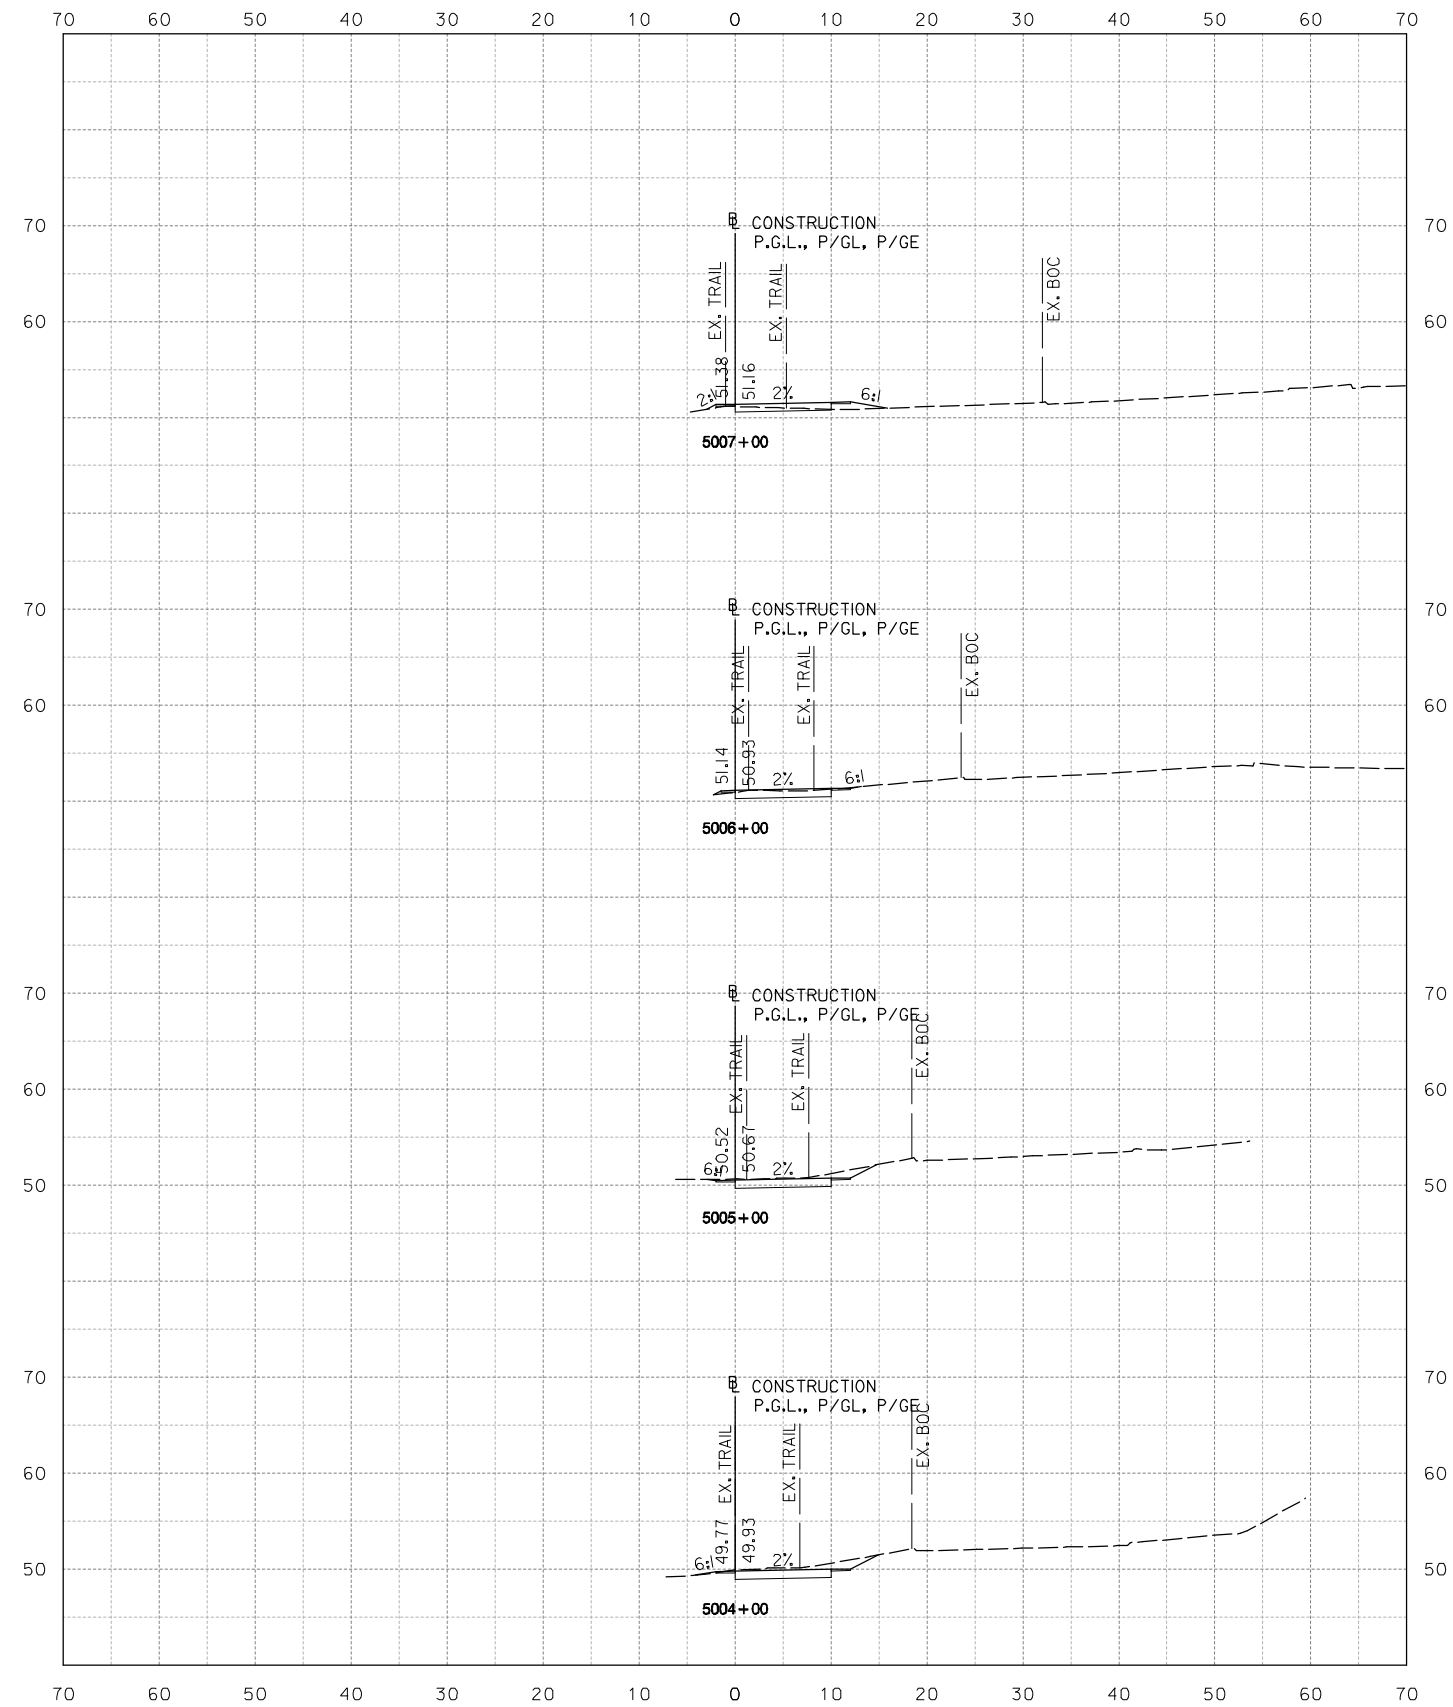 70 60 50 40 30 20 10 0 10 20 30 40 50 60 70
70 70
BL CONSTRUCTION
P.G.L., P/GL, P/GE
EX. TRAIL
EX. TRAIL
EX. BOC
60 60
51.38
51.16
2:1
2%
6:1
5007+00
70 70
BL CONSTRUCTION
P.G.L., P/GL, P/GE
EX. TRAIL
EX. TRAIL
EX. BOC
60 60
51.14
50.93
2%
6:1
5006+00
70 70
BL CONSTRUCTION
P.G.L., P/GL, P/GE
EX. TRAIL
EX. TRAIL
EX. BOC
60 60
50.52
50.67
6:1
2%
50 50
5005+00
70 70
BL CONSTRUCTION
P.G.L., P/GL, P/GE
EX. TRAIL
EX. TRAIL
EX. BOC
60 60
49.77
49.93
6:1
2%
50 50
5004+00
70 60 50 40 30 20 10 0 10 20 30 40 50 60 70